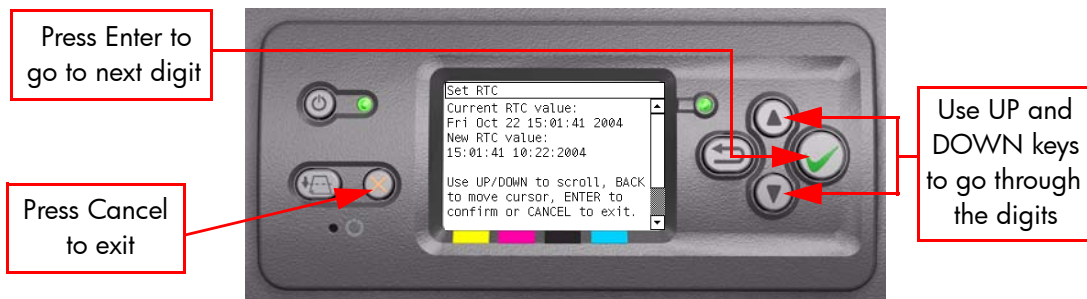 Press Enter to
go to next digit
Set RTC
Current RTC value:
Fri Oct 22 15:01:41 2004
New RTC value:
15:01:41 10:22:2004
Use UP/DOWN to scroll, BACK
to move cursor, ENTER to
confirm or CANCEL to exit.
Use UP and
DOWN keys
to go through
the digits
Press Cancel
to exit